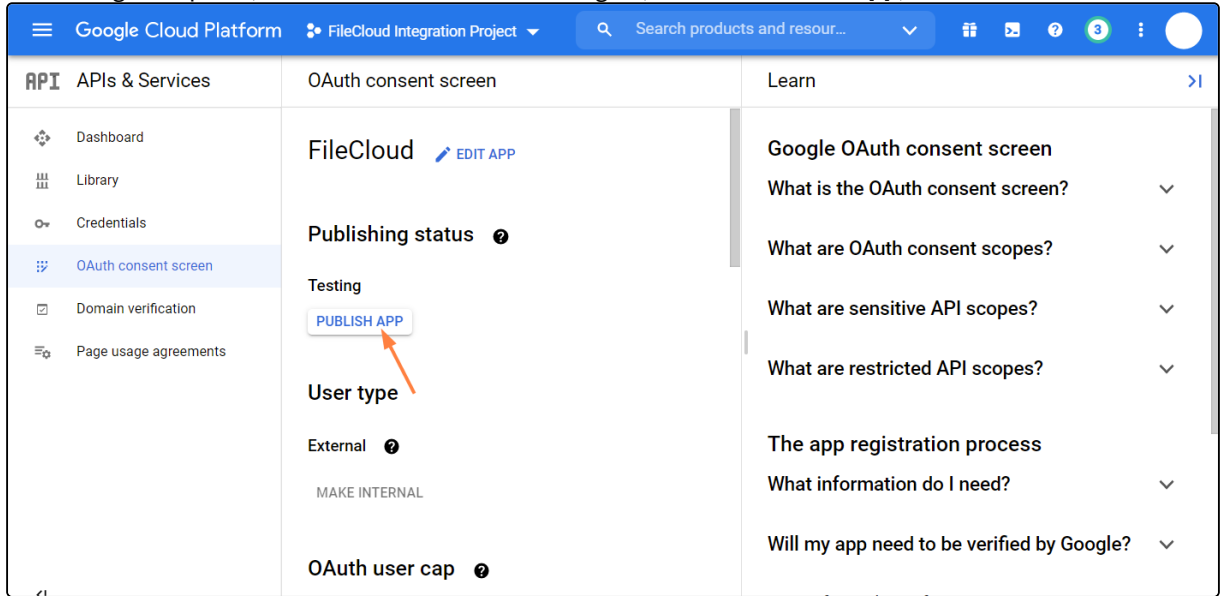 Google Cloud Platform
FileCloud Integration Project
Search products and resour...
3
API APIs & Services
Dashboard
Library
Credentials
OAuth consent screen
Domain verification
Page usage agreements
OAuth consent screen
FileCloud
EDIT APP
Publishing status
Testing
PUBLISH APP
User type
External
MAKE INTERNAL
OAuth user cap
Learn
Google OAuth consent screen
What is the OAuth consent screen?
What are OAuth consent scopes?
What are sensitive API scopes?
What are restricted API scopes?
The app registration process
What information do I need?
Will my app need to be verified by Google?